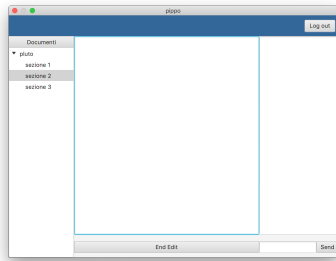 pippo
Log out
Documenti
pluto
sezione 1
sezione 2
sezione 3
End Edit
Send